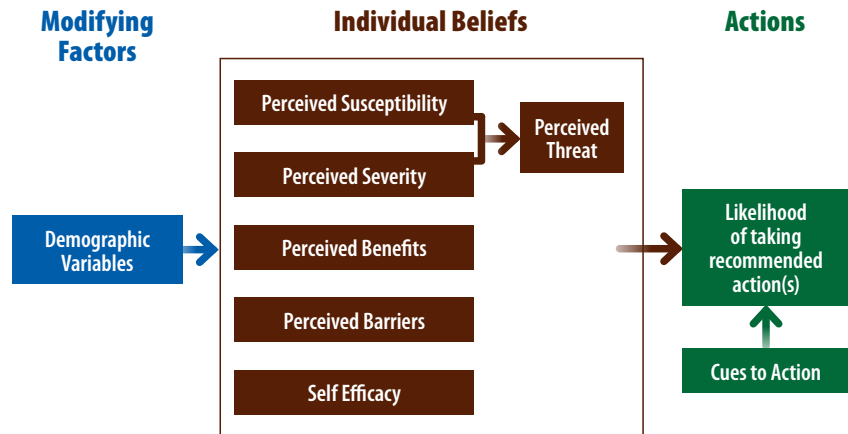 Modifying
Factors
Individual Beliefs
Actions
Perceived Susceptibility
Perceived
Threat
Perceived Severity
Demographic
Variables
Perceived Benefits
Likelihood
of taking
recommended
action(s)
Perceived Barriers
Cues to Action
Self Efficacy